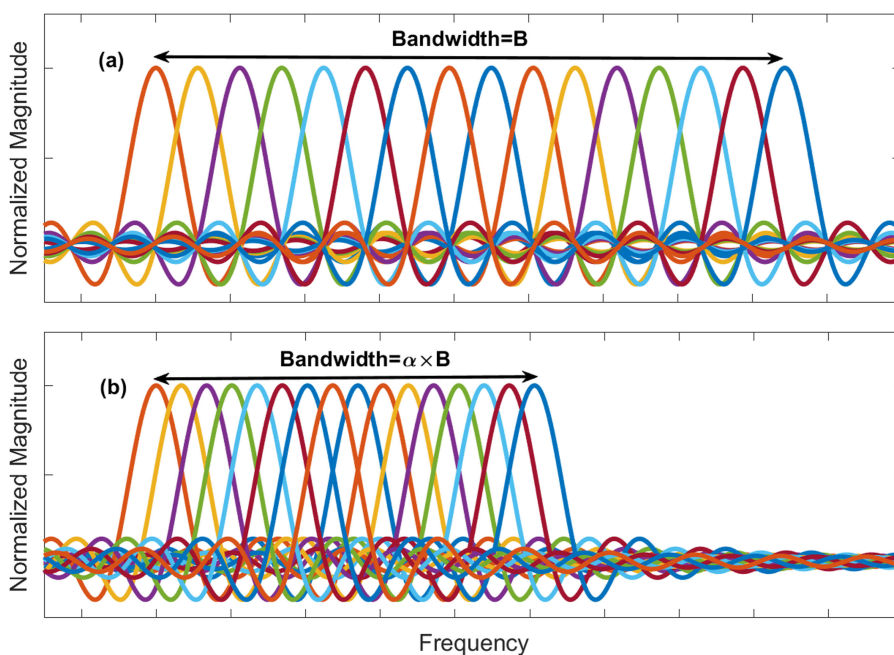 Bandwidth=B
(a)
Normalized Magnitude
Bandwidth=α×B
(b)
Normalized Magnitude
Frequency